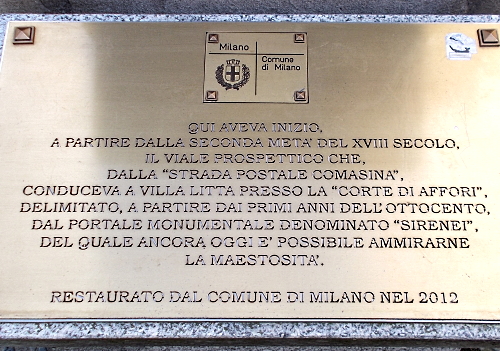 Milano
Comune
di Milano
QUI AVEVA INIZIO,
A PARTIRE DALLA SECONDA META' DEL XVIII SECOLO,
IL VIALE PROSPETTICO CHE,
DALLA "STRADA POSTALE COMASINA",
CONDUCEVA A VILLA LITTA PRESSO LA "CORTE DI AFFORI",
DELIMITATO, A PARTIRE DAI PRIMI ANNI DELL'OTTOCENTO,
DAL PORTALE MONUMENTALE DENOMINATO "SIRENEI",
DEL QUALE ANCORA OGGI E' POSSIBILE AMMIRARNE
LA MAESTOSITA'.
RESTAURATO DAL COMUNE DI MILANO NEL 2012